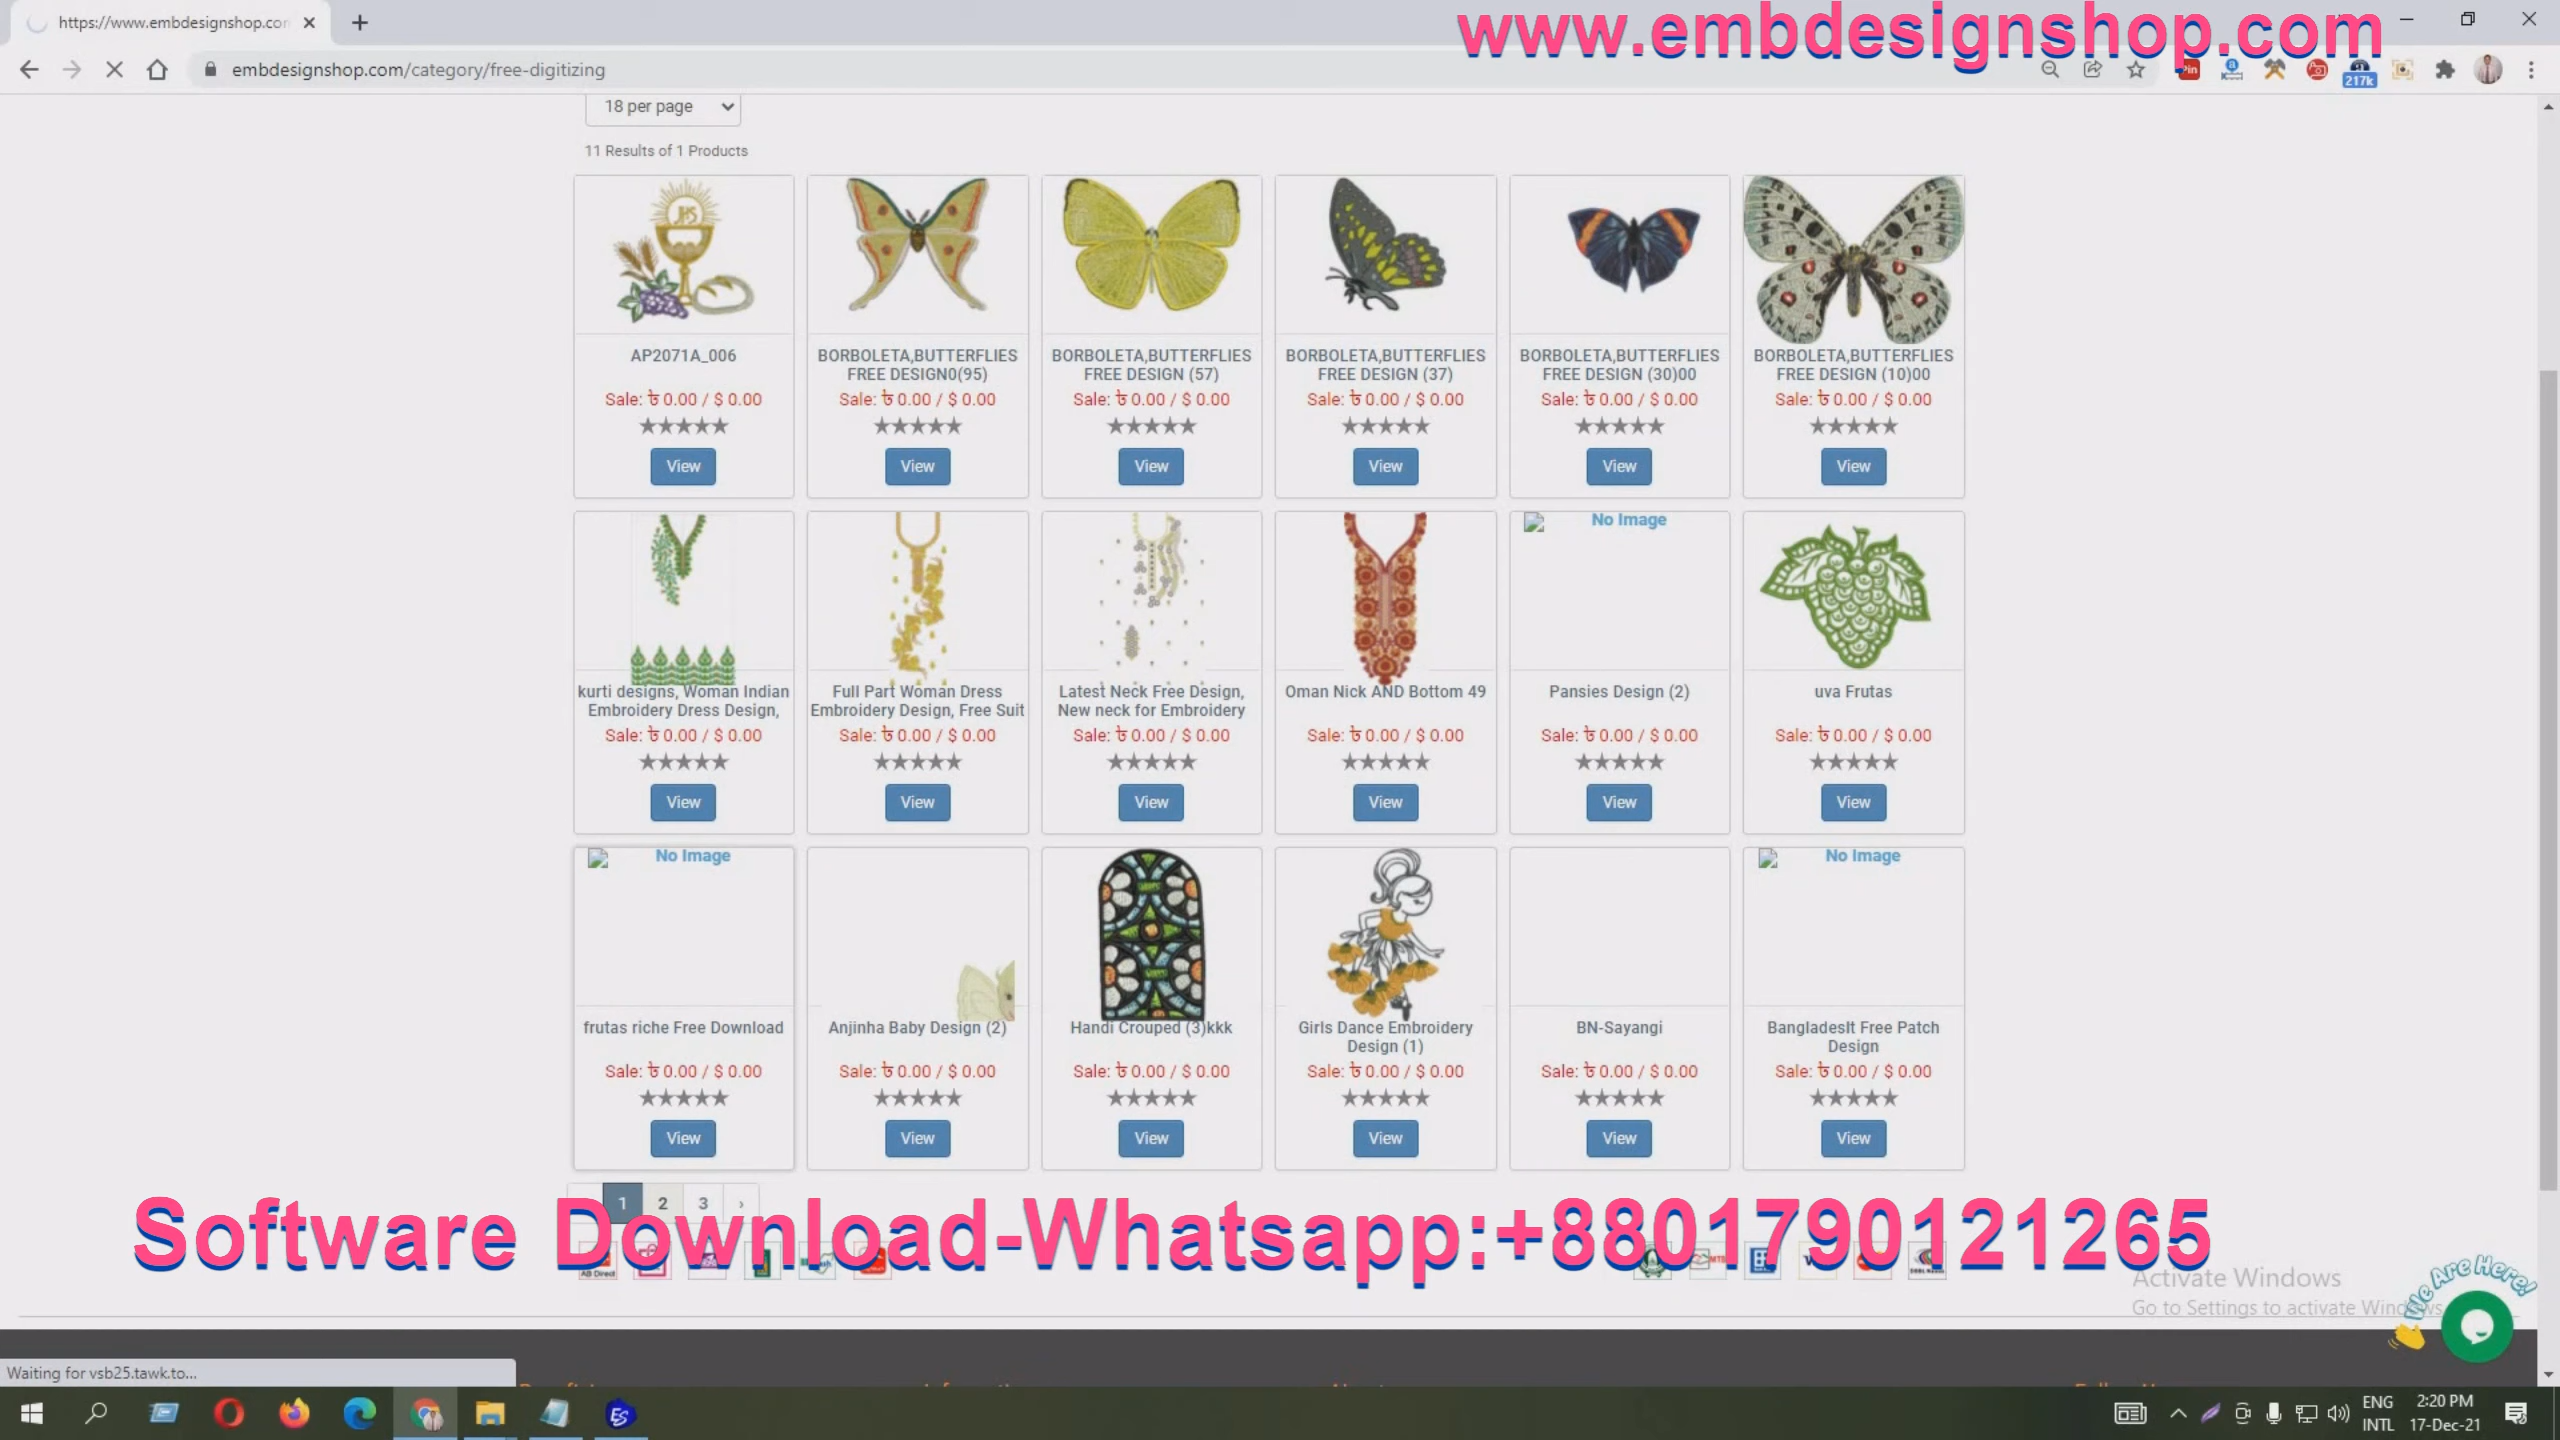 https://www.embdesignshop.con
www.embdesignshop.com
embdesignshop.com/category/free-digitizing
Pin
217k
18 per page
11 Results of 1 Products
JHS
AP2071A_006
Sale: ৳ 0.00 / $ 0.00
★★★★★
View
BORBOLETA,BUTTERFLIES
FREE DESIGN0(95)
Sale: ৳ 0.00 / $ 0.00
★★★★★
View
BORBOLETA,BUTTERFLIES
FREE DESIGN (57)
Sale: ৳ 0.00 / $ 0.00
★★★★★
View
BORBOLETA,BUTTERFLIES
FREE DESIGN (37)
Sale: ৳ 0.00 / $ 0.00
★★★★★
View
BORBOLETA,BUTTERFLIES
FREE DESIGN (30)00
Sale: ৳ 0.00 / $ 0.00
★★★★★
View
BORBOLETA,BUTTERFLIES
FREE DESIGN (10)00
Sale: ৳ 0.00 / $ 0.00
★★★★★
View
kurti designs, Woman Indian
Embroidery Dress Design,
Sale: ৳ 0.00 / $ 0.00
★★★★★
View
Full Part Woman Dress
Embroidery Design, Free Suit
Sale: ৳ 0.00 / $ 0.00
★★★★★
View
Latest Neck Free Design,
New neck for Embroidery
Sale: ৳ 0.00 / $ 0.00
★★★★★
View
Oman Nick AND Bottom 49
Sale: ৳ 0.00 / $ 0.00
★★★★★
View
No Image
Pansies Design (2)
Sale: ৳ 0.00 / $ 0.00
★★★★★
View
uva Frutas
Sale: ৳ 0.00 / $ 0.00
★★★★★
View
No Image
frutas riche Free Download
Sale: ৳ 0.00 / $ 0.00
★★★★★
View
Anjinha Baby Design (2)
Sale: ৳ 0.00 / $ 0.00
★★★★★
View
Handi Crouped (3)kkk
Sale: ৳ 0.00 / $ 0.00
★★★★★
View
Girls Dance Embroidery
Design (1)
Sale: ৳ 0.00 / $ 0.00
★★★★★
View
BN-Sayangi
Sale: ৳ 0.00 / $ 0.00
★★★★★
View
No Image
BangladesIt Free Patch
Design
Sale: ৳ 0.00 / $ 0.00
★★★★★
View
1 2 3 ›
Software Download-Whatsapp:+8801790121265
AB Direct
Activate Windows
Go to Settings to activate Windows.
We Are Here!
Waiting for vsb25.tawk.to...
ES
ENG
INTL
2:20 PM
17-Dec-21